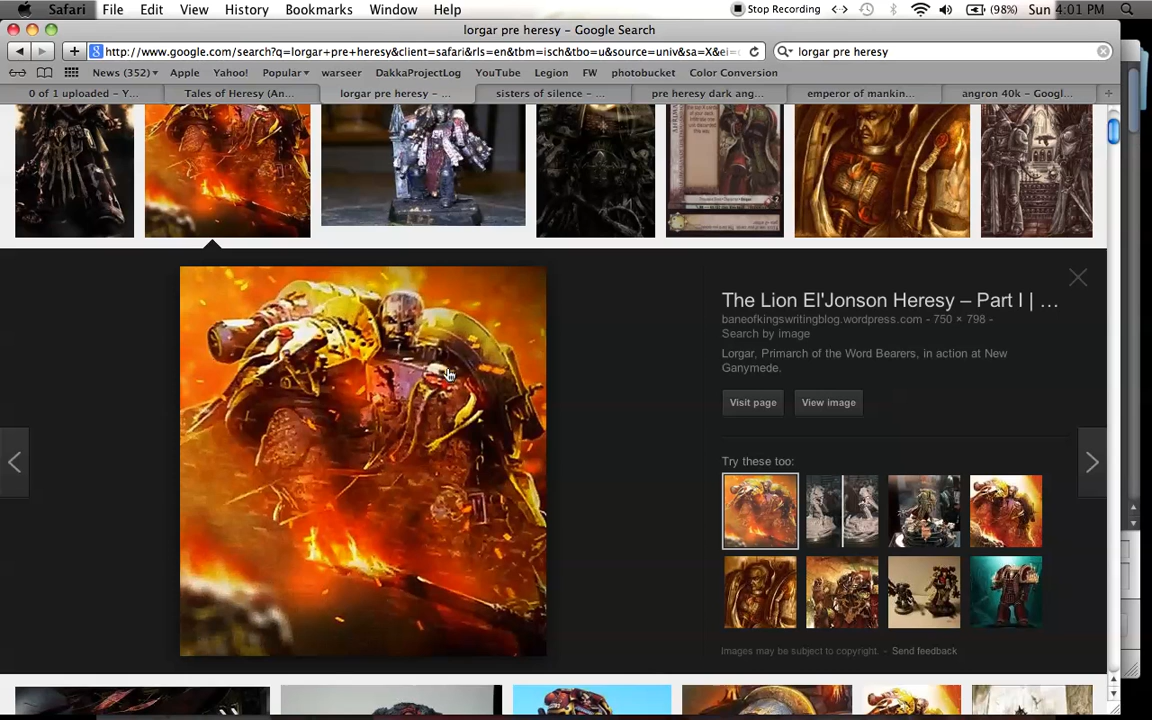 Safari File Edit View History Bookmarks Window Help Stop Recording (98%) Sun 4:01 PM
lorgar pre heresy - Google Search
http://www.google.com/search?q=lorgar+pre+heresy&client=safari&rls=en&tbm=isch&tbo=u&source=univ&sa=X&ei= lorgar pre heresy
News (352) Apple Yahoo! Popular warseer DakkaProjectLog YouTube Legion FW photobucket Color Conversion
0 of 1 uploaded – Y... Tales of Heresy (An... lorgar pre heresy – ... sisters of silence – ... pre heresy dark ang... emperor of mankin... angron 40k – Googl...
The Lion El'Jonson Heresy – Part I | ...
baneofkingswritingblog.wordpress.com - 750 × 798 -
Search by image
Lorgar, Primarch of the Word Bearers, in action at New
Ganymede.
Visit page View image
Try these too:
Images may be subject to copyright. - Send feedback